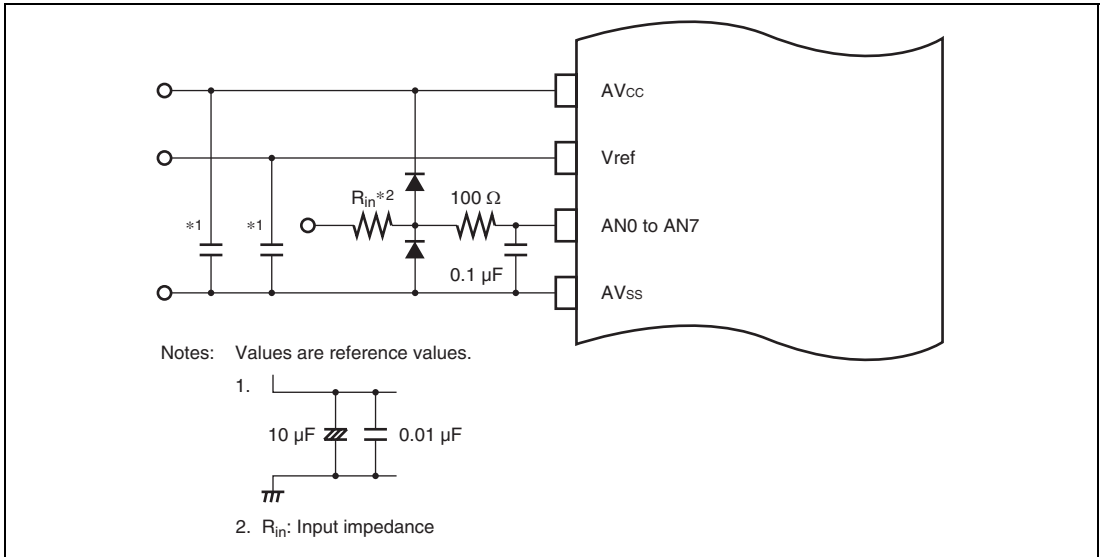 AVcc
Vref
Rin*2
100 Ω
*1
*1
AN0 to AN7
0.1 µF
AVss
Notes: Values are reference values.
1.
10 µF
0.01 µF
2. Rin: Input impedance